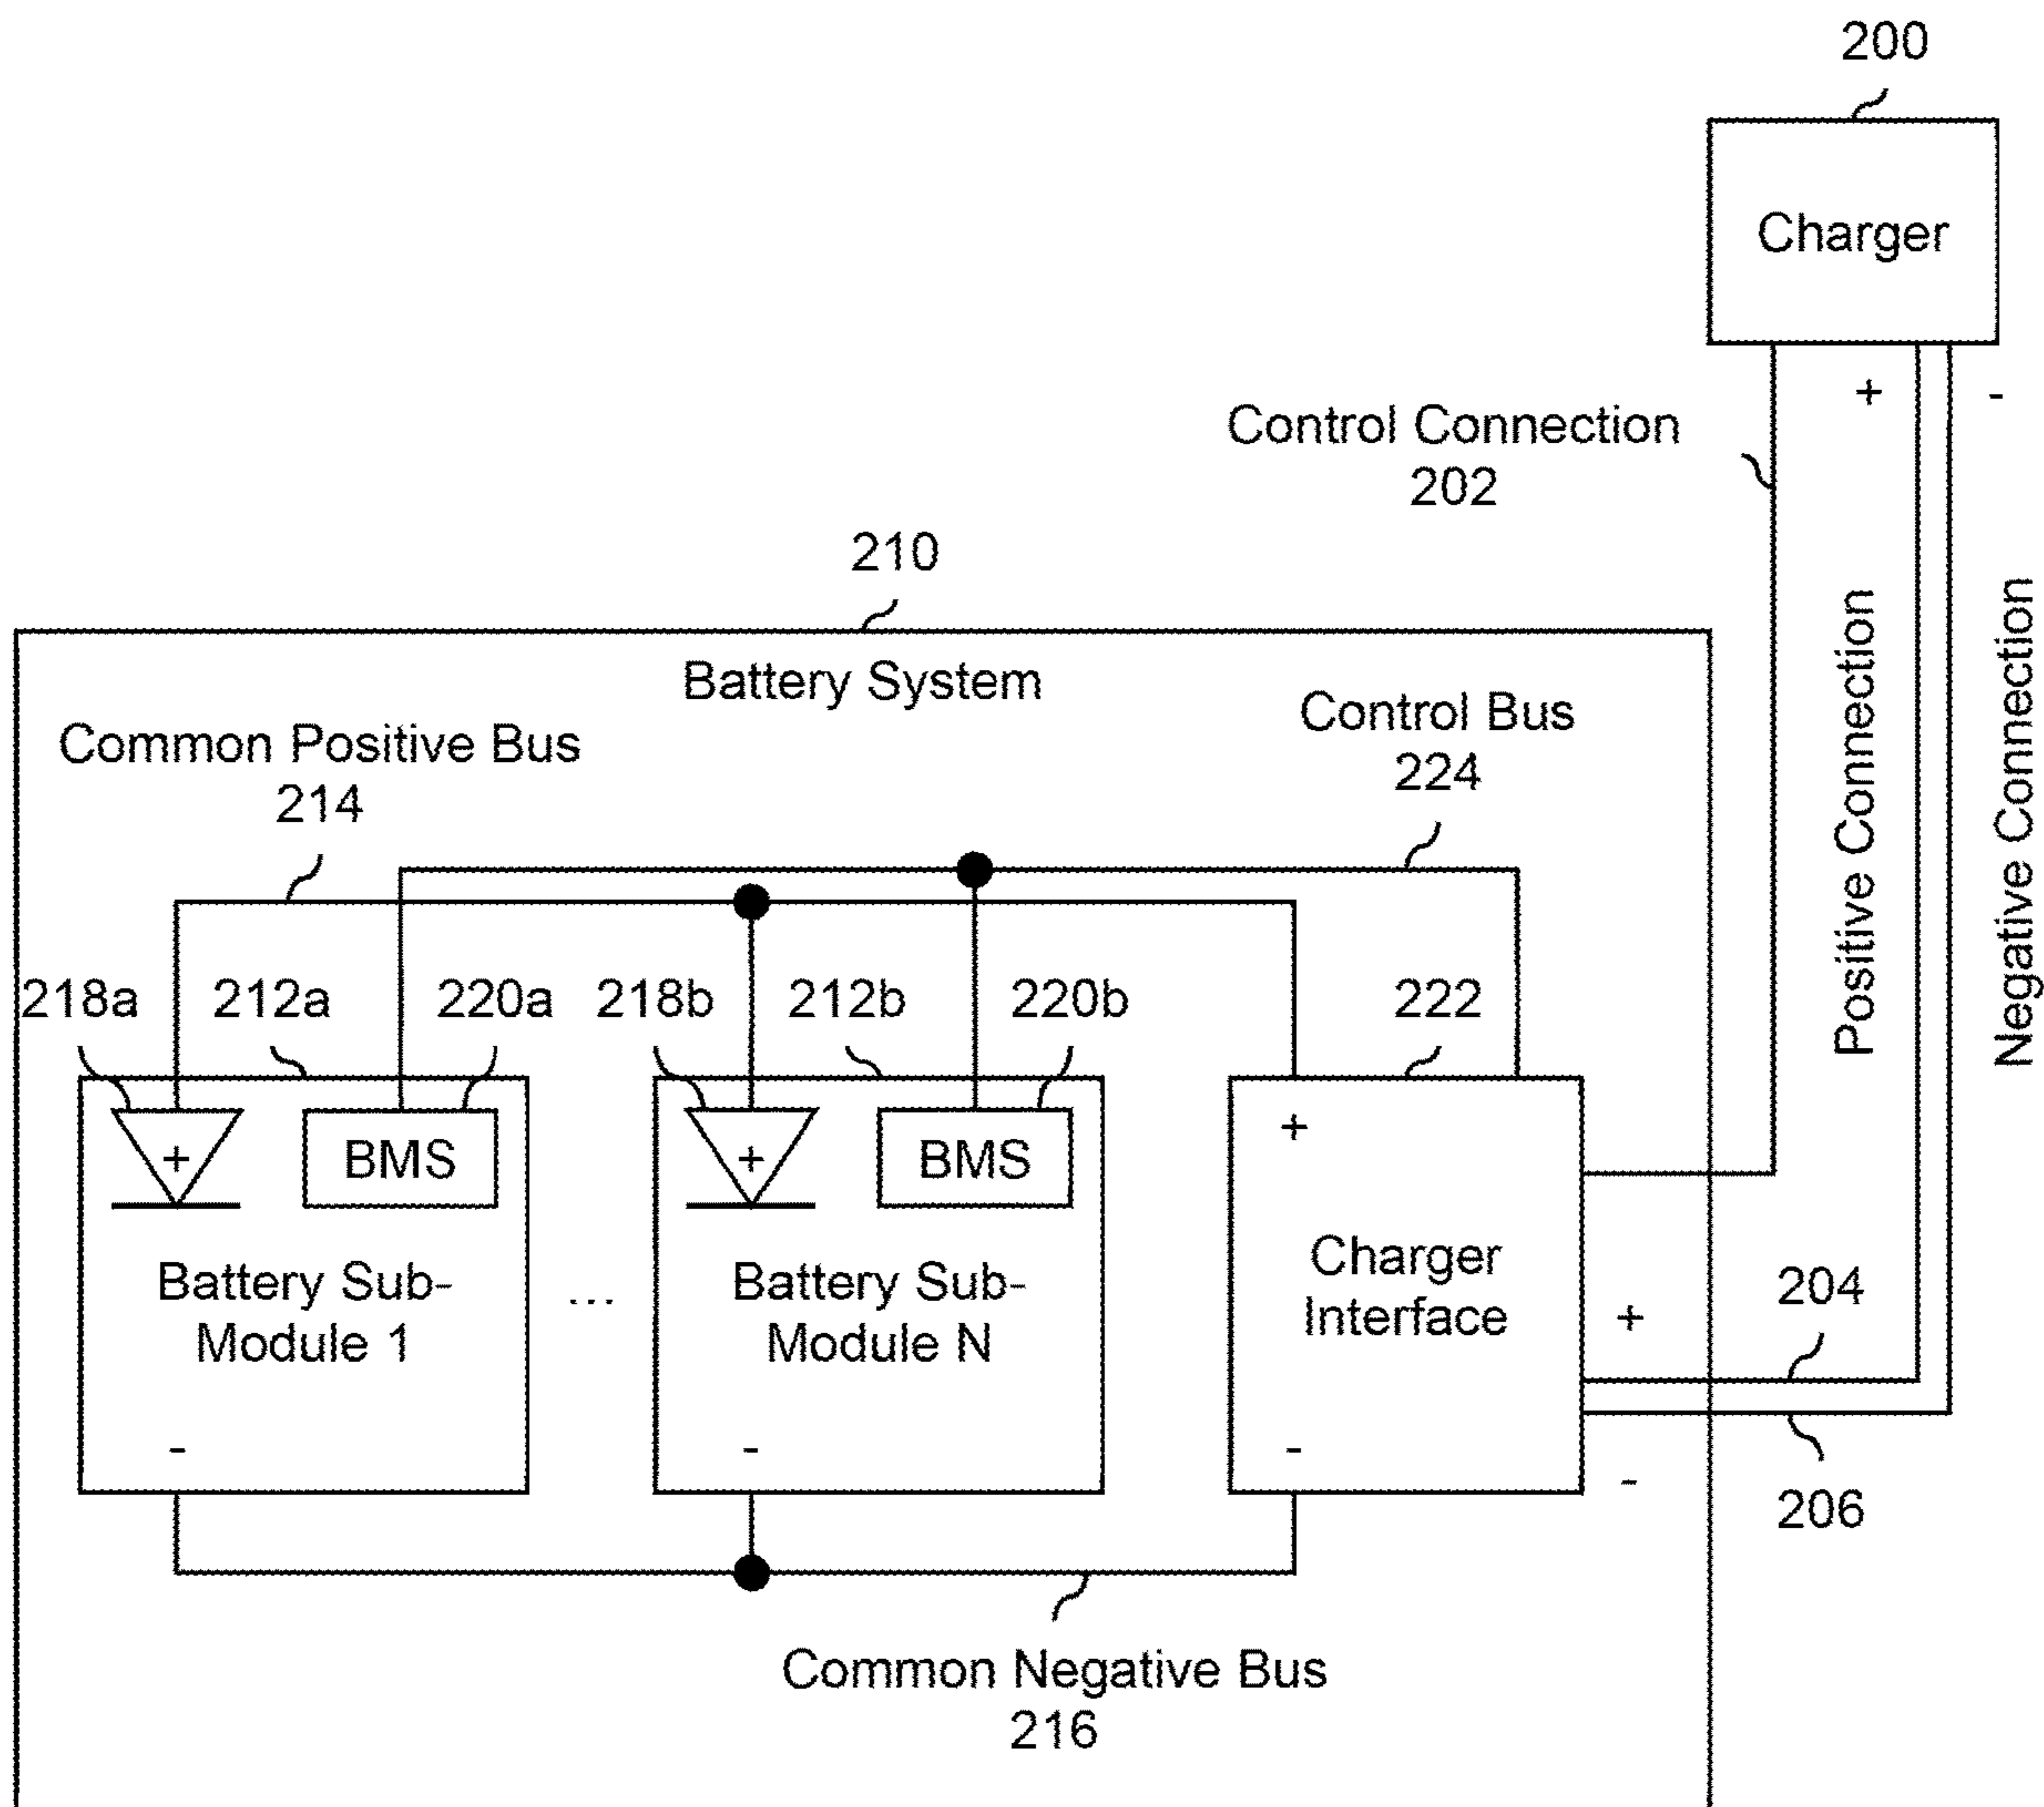 200
Charger
+
-
Control Connection
202
Positive Connection
Negative Connection
210
Battery System
Common Positive Bus
214
Control Bus
224
218a
212a
220a
218b
212b
220b
222
+
BMS
+
BMS
+
Battery Sub-
Module 1
...
Battery Sub-
Module N
Charger
Interface
+
204
-
-
-
-
206
Common Negative Bus
216